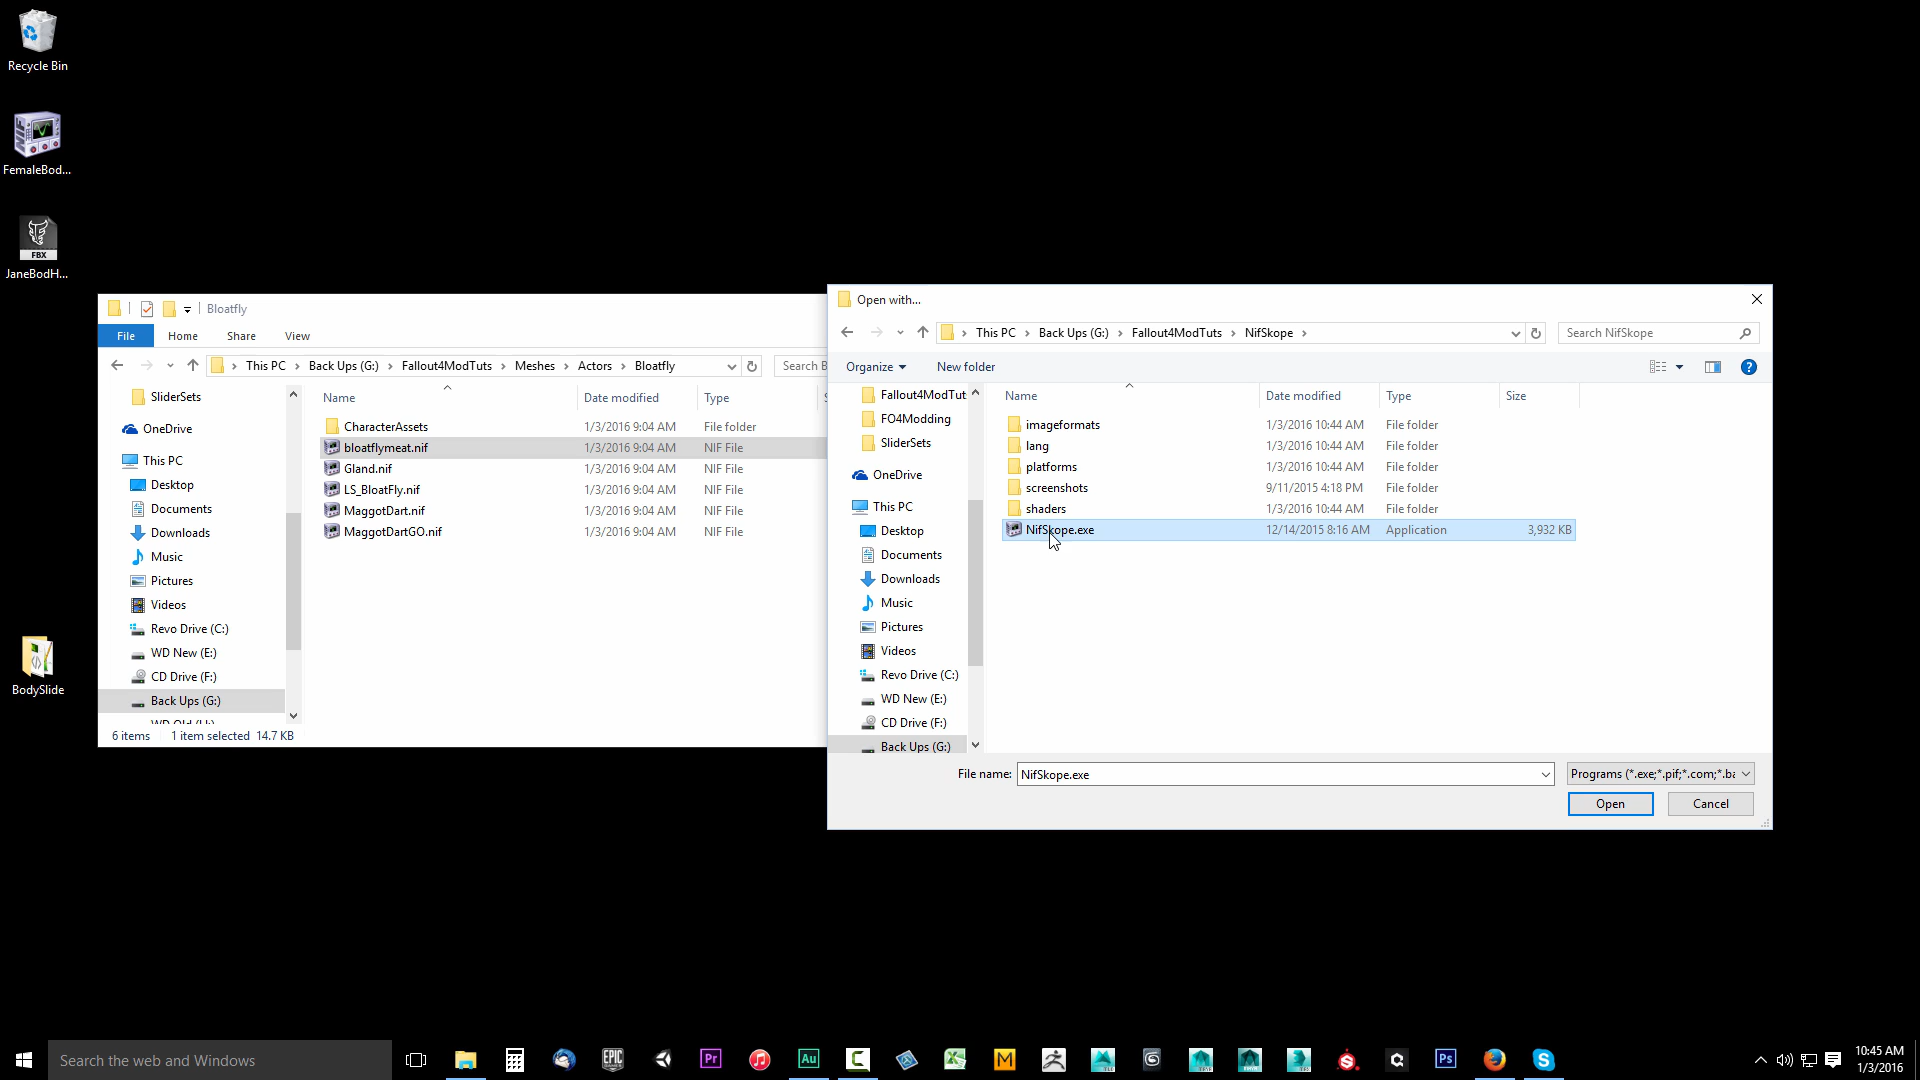 Recycle Bin
FemaleBod...
FBX
JaneBodH...
BodySlide
Bloatfly
File Home Share View
This PC Back Ups (G:) Fallout4ModTuts Meshes Actors Bloatfly
Search B
SliderSets
OneDrive
This PC
Desktop
Documents
Downloads
Music
Pictures
Videos
Revo Drive (C:)
WD New (E:)
CD Drive (F:)
Back Ups (G:)
Name Date modified Type
CharacterAssets 1/3/2016 9:04 AM File folder
bloatflymeat.nif 1/3/2016 9:04 AM NIF File
Gland.nif 1/3/2016 9:04 AM NIF File
LS_BloatFly.nif 1/3/2016 9:04 AM NIF File
MaggotDart.nif 1/3/2016 9:04 AM NIF File
MaggotDartGO.nif 1/3/2016 9:04 AM NIF File
6 items 1 item selected 14.7 KB
Open with...
This PC Back Ups (G:) Fallout4ModTuts NifSkope
Search NifSkope
Organize New folder
Fallout4ModTut
FO4Modding
SliderSets
OneDrive
This PC
Desktop
Documents
Downloads
Music
Pictures
Videos
Revo Drive (C:)
WD New (E:)
CD Drive (F:)
Back Ups (G:)
Name Date modified Type Size
imageformats 1/3/2016 10:44 AM File folder
lang 1/3/2016 10:44 AM File folder
platforms 1/3/2016 10:44 AM File folder
screenshots 9/11/2015 4:18 PM File folder
shaders 1/3/2016 10:44 AM File folder
NifSkope.exe 12/14/2015 8:16 AM Application 3,932 KB
File name: NifSkope.exe
Programs (*.exe;*.pif;*.com;*.ba
Open Cancel
Search the web and Windows
EPIC
Pr
Au
M
Ps
10:45 AM
1/3/2016